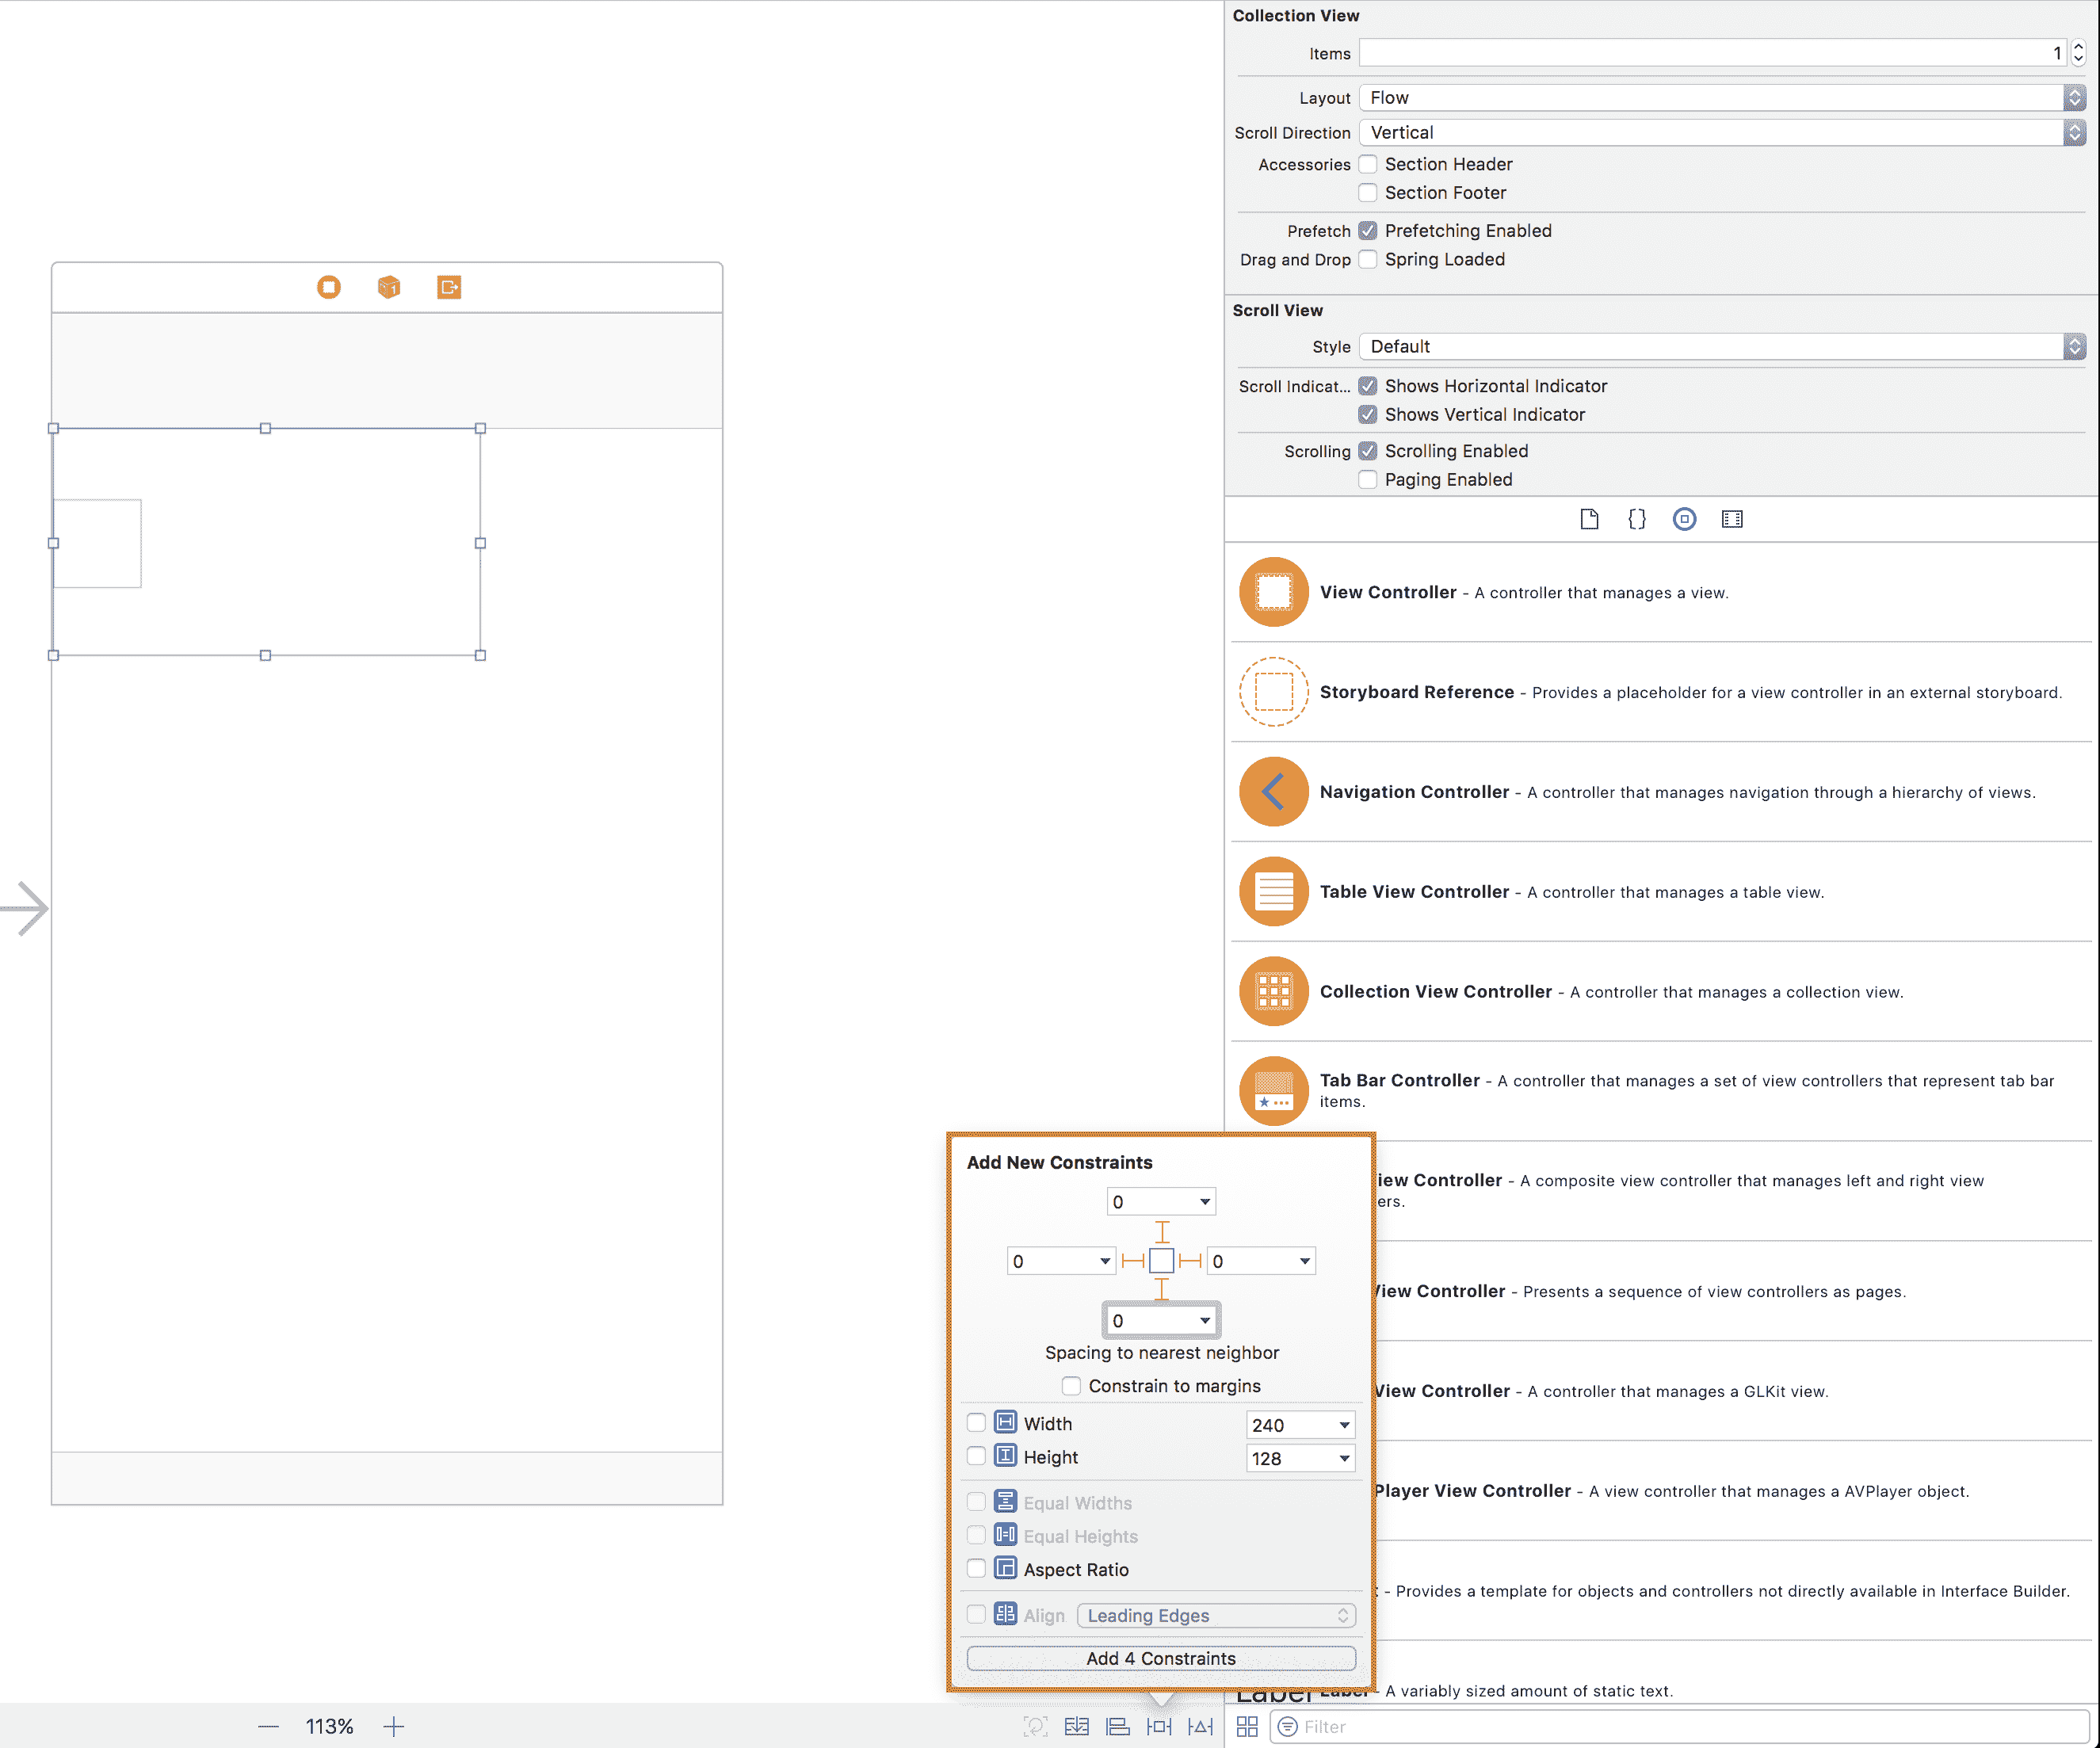 Collection View
Items 1
Layout Flow
Scroll Direction Vertical
Accessories Section Header
Section Footer
Prefetch Prefetching Enabled
Drag and Drop Spring Loaded
Scroll View
Style Default
Scroll Indicat... Shows Horizontal Indicator
Shows Vertical Indicator
Scrolling Scrolling Enabled
Paging Enabled
{}
View Controller - A controller that manages a view.
Storyboard Reference - Provides a placeholder for a view controller in an external storyboard.
Navigation Controller - A controller that manages navigation through a hierarchy of views.
Table View Controller - A controller that manages a table view.
Collection View Controller - A controller that manages a collection view.
Tab Bar Controller - A controller that manages a set of view controllers that represent tab bar
items.
iew Controller - A composite view controller that manages left and right view
ers.
View Controller - Presents a sequence of view controllers as pages.
View Controller - A controller that manages a GLKit view.
Player View Controller - A view controller that manages a AVPlayer object.
- Provides a template for objects and controllers not directly available in Interface Builder.
Label Label - A variably sized amount of static text.
Filter
Add New Constraints
0
0 0
0
Spacing to nearest neighbor
Constrain to margins
Width 240
Height 128
Equal Widths
Equal Heights
Aspect Ratio
Align Leading Edges
Add 4 Constraints
113%